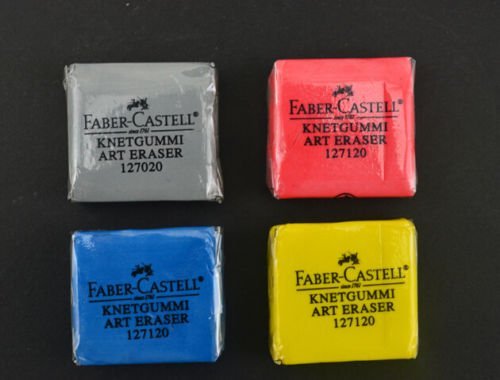 FABER-CASTELL®
since 1761
KNETGUMMI
ART ERASER
127020
FABER-CASTELL®
since 1761
KNETGUMMI
ART ERASER
127120
FABER-CASTELL®
since 1761
KNETGUMMI
ART ERASER
127120
FABER-CASTELL®
since 1761
KNETGUMMI
ART ERASER
127120